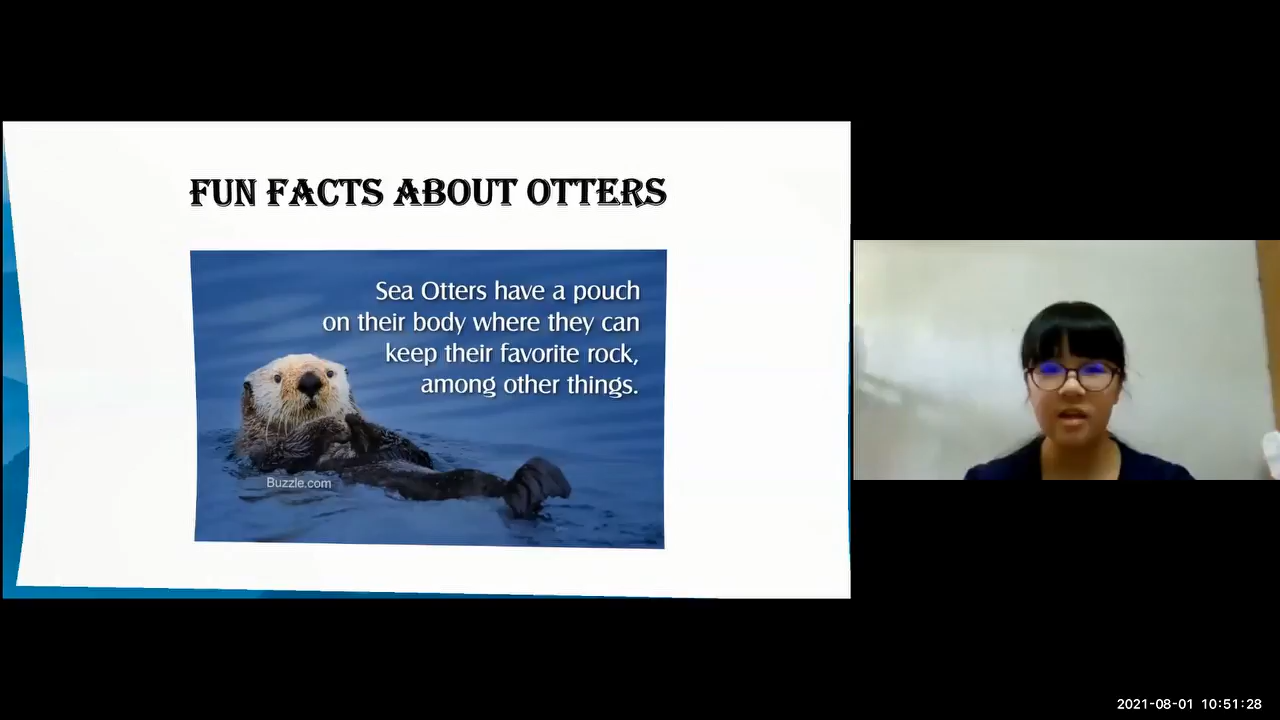 FUN FACTS ABOUT OTTERS
Sea Otters have a pouch
on their body where they can
keep their favorite rock,
among other things.
Buzzle.com
2021-08-01 10:51:28